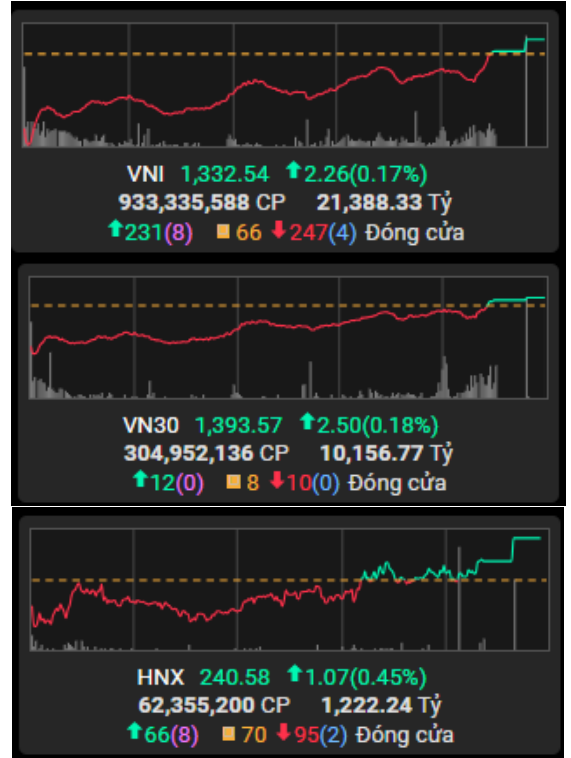 VNI 1,332.54 2.26(0.17%)
933,335,588 CP 21,388.33 Tỷ
231(8) 66 247(4) Đóng cửa
VN30 1,393.57 2.50(0.18%)
304,952,136 CP 10,156.77 Tỷ
12(0) 8 10(0) Đóng cửa
HNX 240.58 1.07(0.45%)
62,355,200 CP 1,222.24 Tỷ
66(8) 70 95(2) Đóng cửa